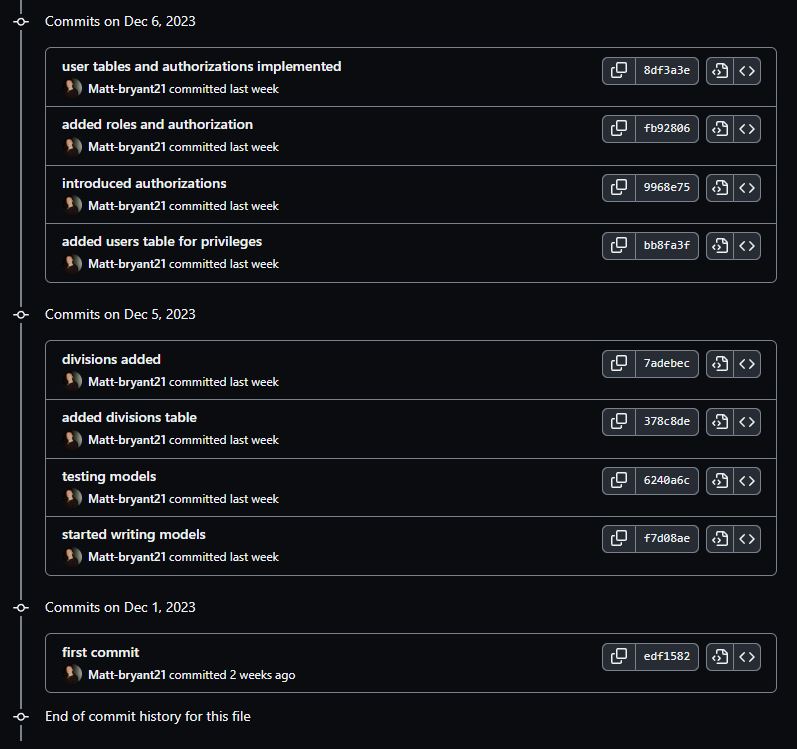 Commits on Dec 6, 2023
user tables and authorizations implemented
8df3a3e
Matt-bryant21 committed last week
added roles and authorization
fb92806
Matt-bryant21 committed last week
introduced authorizations
9968e75
Matt-bryant21 committed last week
added users table for privileges
bb8fa3f
Matt-bryant21 committed last week
Commits on Dec 5, 2023
divisions added
7adebec
Matt-bryant21 committed last week
added divisions table
378c8de
Matt-bryant21 committed last week
testing models
6240a6c
Matt-bryant21 committed last week
started writing models
f7d08ae
Matt-bryant21 committed last week
Commits on Dec 1, 2023
first commit
edf1582
Matt-bryant21 committed 2 weeks ago
End of commit history for this file